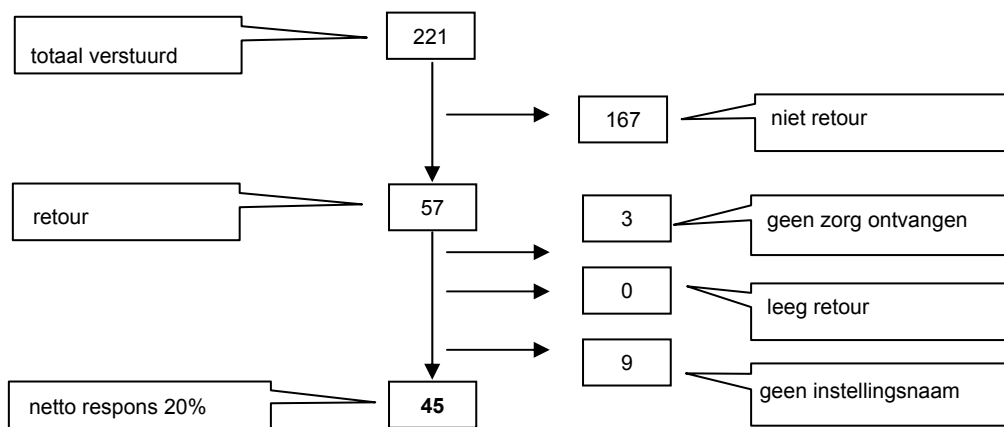 totaal verstuurd
221
167
niet retour
retour
57
3
geen zorg ontvangen
0
leeg retour
9
geen instellingsnaam
netto respons 20%
45